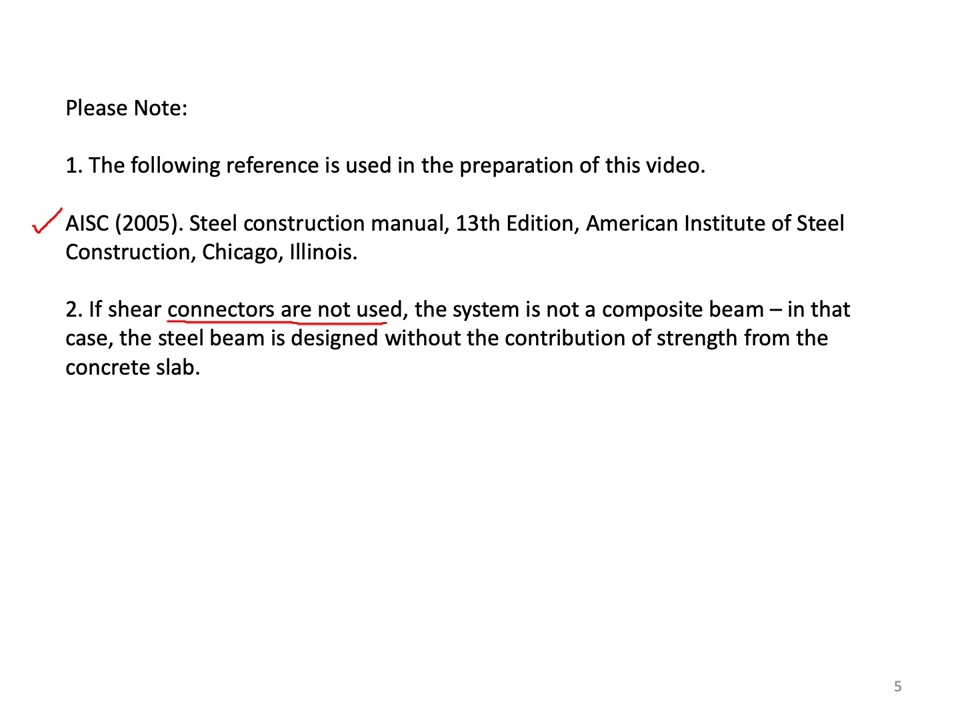 Please Note:
1. The following reference is used in the preparation of this video.
AISC (2005). Steel construction manual, 13th Edition, American Institute of Steel
Construction, Chicago, Illinois.
2. If shear connectors are not used, the system is not a composite beam – in that
case, the steel beam is designed without the contribution of strength from the
concrete slab.
5